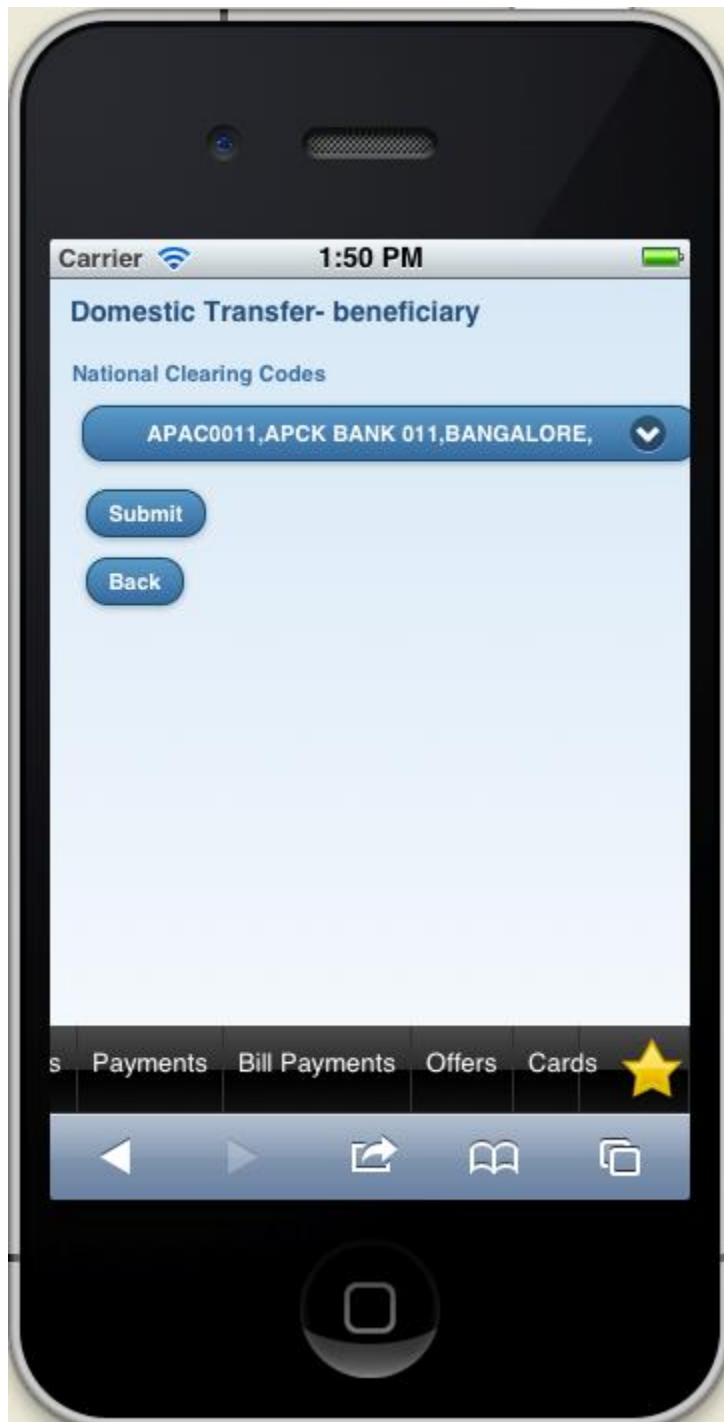 Carrier 1:50 PM
Domestic Transfer- beneficiary
National Clearing Codes
APAC0011,APCK BANK 011,BANGALORE,
Submit
Back
s Payments Bill Payments Offers Cards